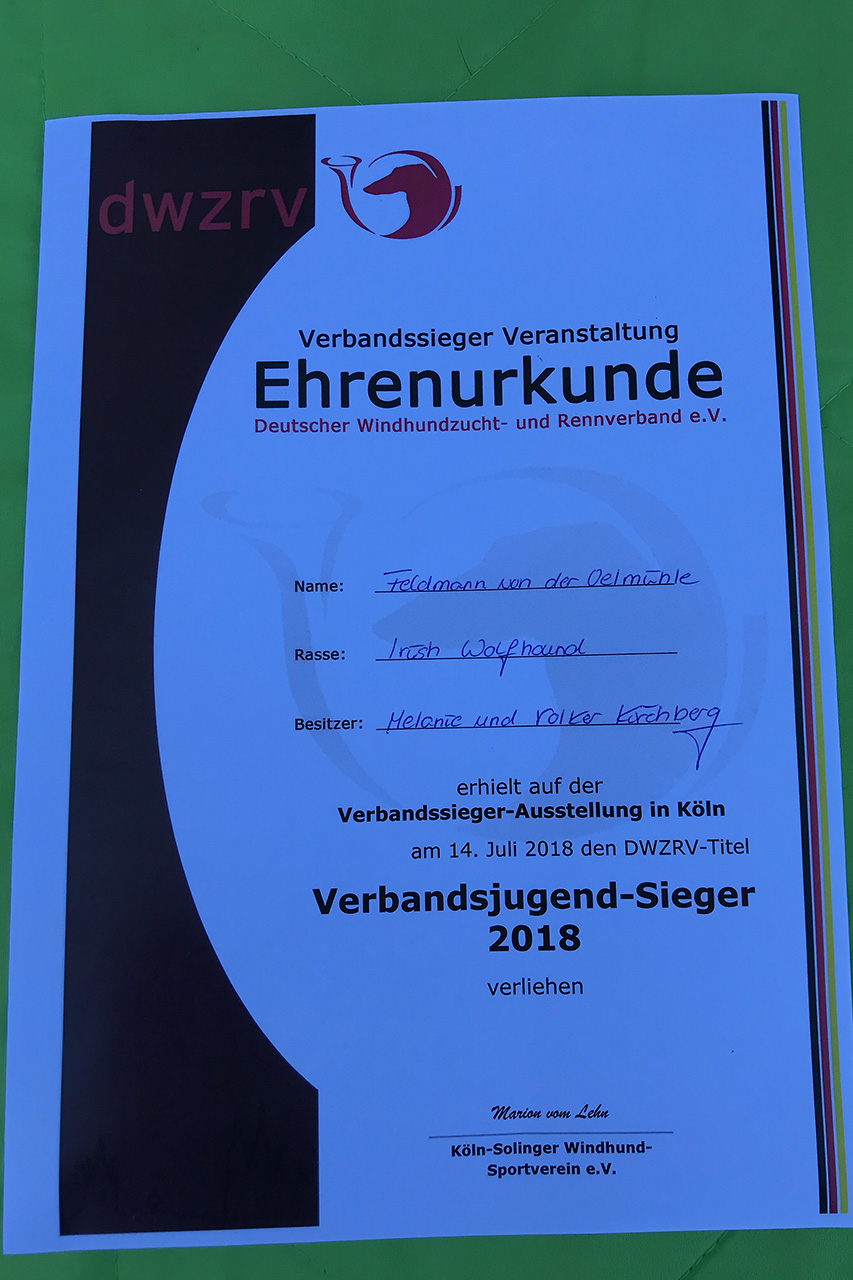 dwzrv
Verbandssieger Veranstaltung
Ehrenurkunde
Deutscher Windhundzucht- und Rennverband e.V.
Name: Feldmann von der Oelmühle
Rasse: Irish Wolfhound
Besitzer: Melanie und Volker Kirchberg
erhielt auf der
Verbandssieger-Ausstellung in Köln
am 14. Juli 2018 den DWZRV-Titel
Verbandsjugend-Sieger
2018
verliehen
Marion vom Lehn
Köln-Solinger Windhund-
Sportverein e.V.